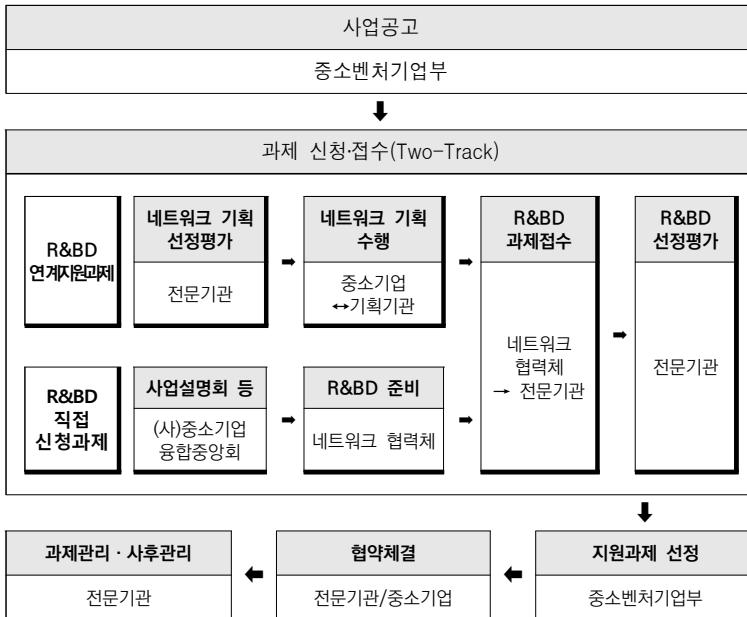 사업공고
중소벤처기업부
⬇
과제 신청·접수(Two-Track)
R&BD
연계지원과제
네트워크 기획
선정평가
전문기관
➡
네트워크 기획
수행
중소기업
↔기획기관
➡
R&BD
과제접수
네트워크
협력체
→ 전문기관
➡
R&BD
선정평가
전문기관
R&BD
직접
신청과제
사업설명회 등
(사)중소기업
융합중앙회
➡
R&BD 준비
네트워크 협력체
➡
⬇
과제관리 · 사후관리
전문기관
⬅
협약체결
전문기관/중소기업
⬅
지원과제 선정
중소벤처기업부